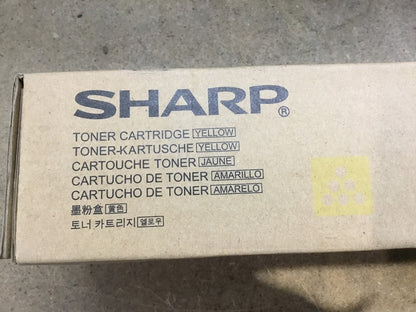 SHARP®
TONER CARTRIDGE YELLOW
TONER-KARTUSCHE YELLOW
CARTOUCHE TONER JAUNE
CARTUCHO DE TONER AMARILLO
CARTUCHO DE TONER AMARELO
墨粉盒 黄色
토너 카트리지 옐로우